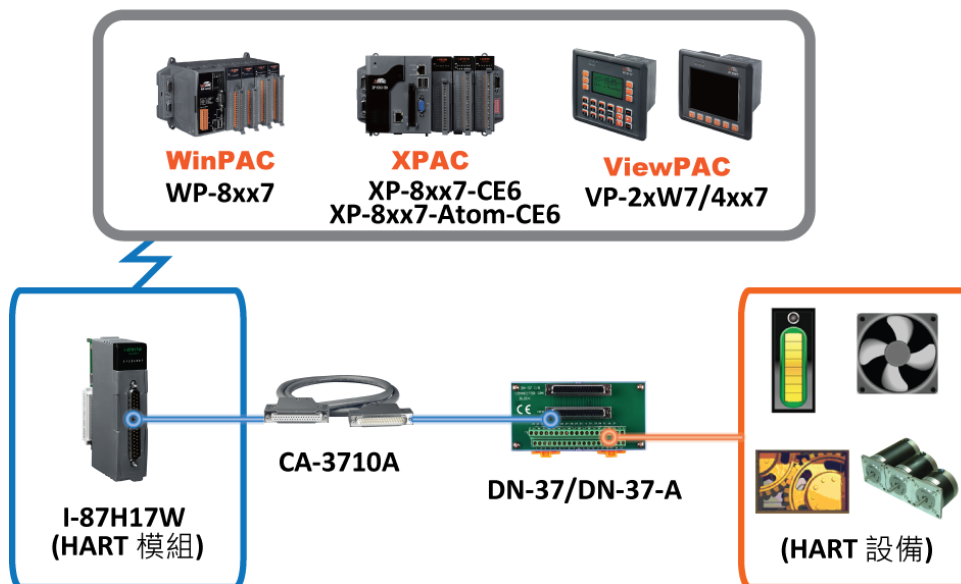 WinPAC
WP-8xx7
XPAC
XP-8xx7-CE6
XP-8xx7-Atom-CE6
ViewPAC
VP-2xW7/4xx7
I-87H17W
(HART 模組)
CA-3710A
CE
DN-37/DN-37-A
(HART 設備)